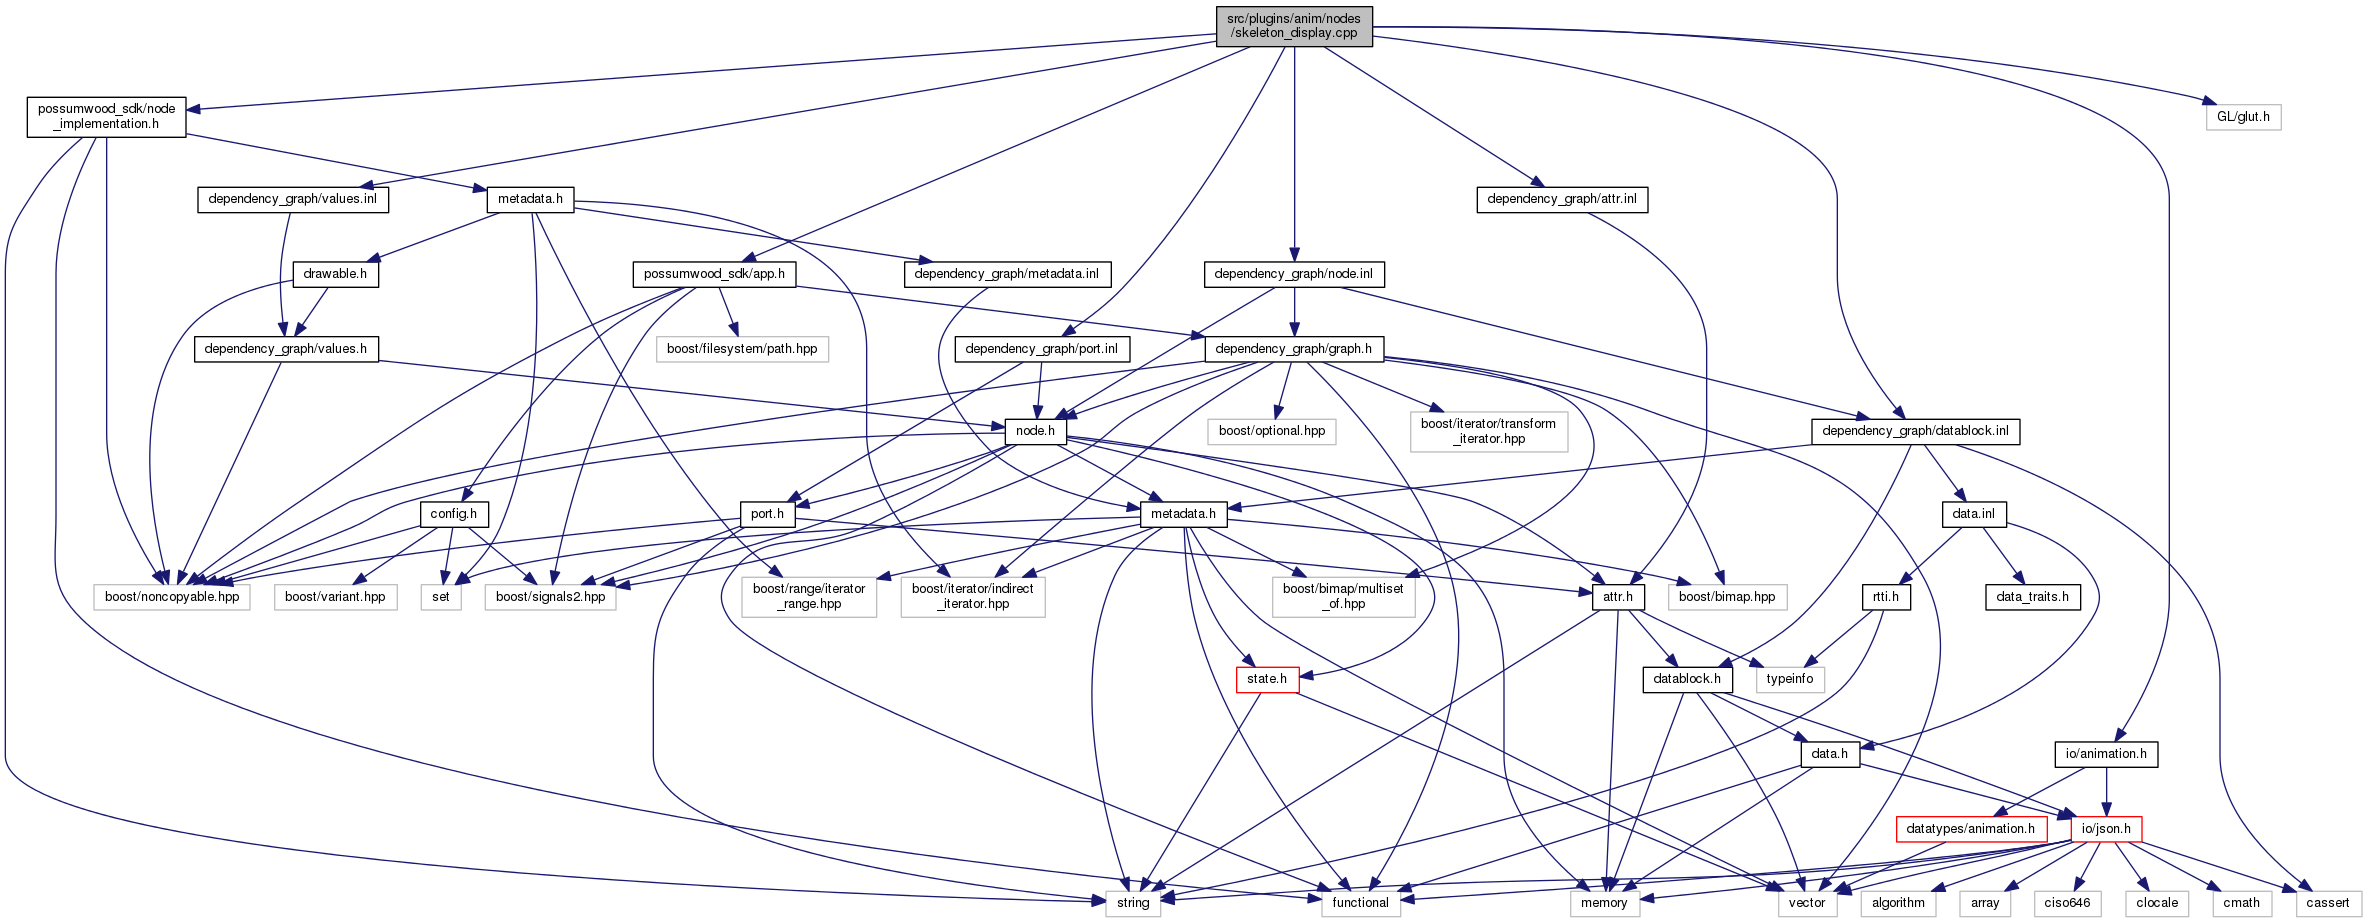 src/plugins/anim/nodes
/skeleton_display.cpp
possumwood_sdk/node
_implementation.h
GL/glut.h
dependency_graph/values.inl
metadata.h
dependency_graph/attr.inl
drawable.h
possumwood_sdk/app.h
dependency_graph/metadata.inl
dependency_graph/node.inl
dependency_graph/values.h
boost/filesystem/path.hpp
dependency_graph/port.inl
dependency_graph/graph.h
node.h
boost/optional.hpp
boost/iterator/transform
_iterator.hpp
dependency_graph/datablock.inl
config.h
port.h
metadata.h
data.inl
boost/noncopyable.hpp
boost/variant.hpp
set
boost/signals2.hpp
boost/range/iterator
_range.hpp
boost/iterator/indirect
_iterator.hpp
boost/bimap/multiset
_of.hpp
attr.h
boost/bimap.hpp
rtti.h
data_traits.h
state.h
datablock.h
typeinfo
data.h
io/animation.h
datatypes/animation.h
io/json.h
string
functional
memory
vector
algorithm
array
ciso646
clocale
cmath
cassert